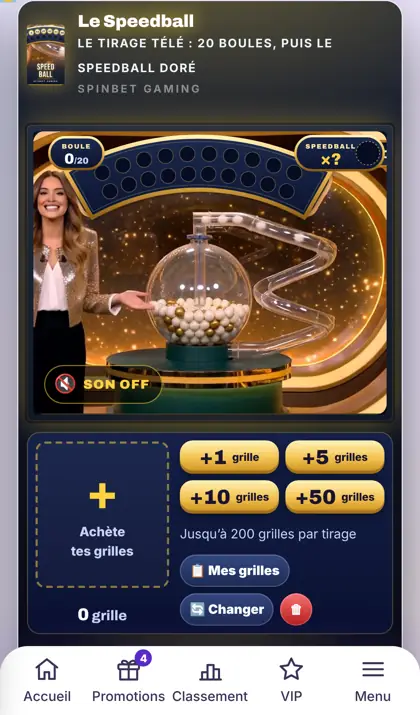 Le Speedball
LE TIRAGE TÉLÉ : 20 BOULES, PUIS LE
SPEEDBALL DORÉ
SPINBET GAMING
SPEED
BALL
BOULE
0/20
SPEEDBALL
×?
SON OFF
+
Achète
tes grilles
0 grille
+1 grille
+5 grilles
+10 grilles
+50 grilles
Jusqu'à 200 grilles par tirage
Mes grilles
Changer
4
Accueil
Promotions
Classement
VIP
Menu